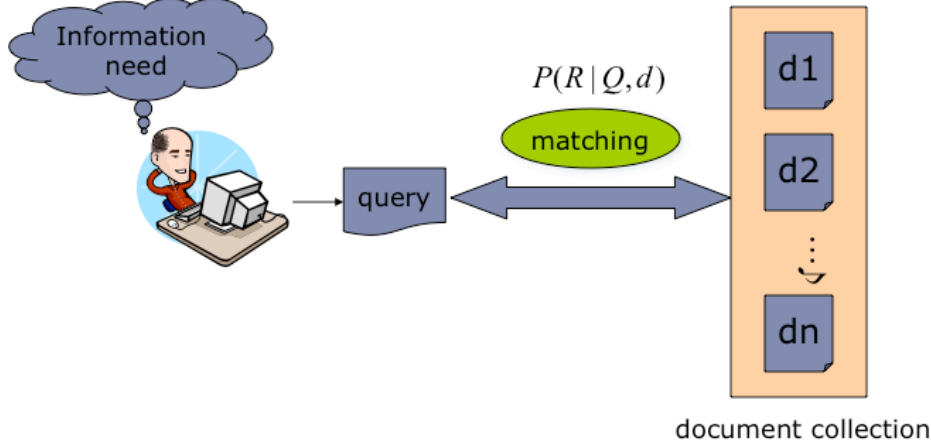 Information
need
P(R | Q, d)
matching
query
d1
d2
⋮
dn
document collection